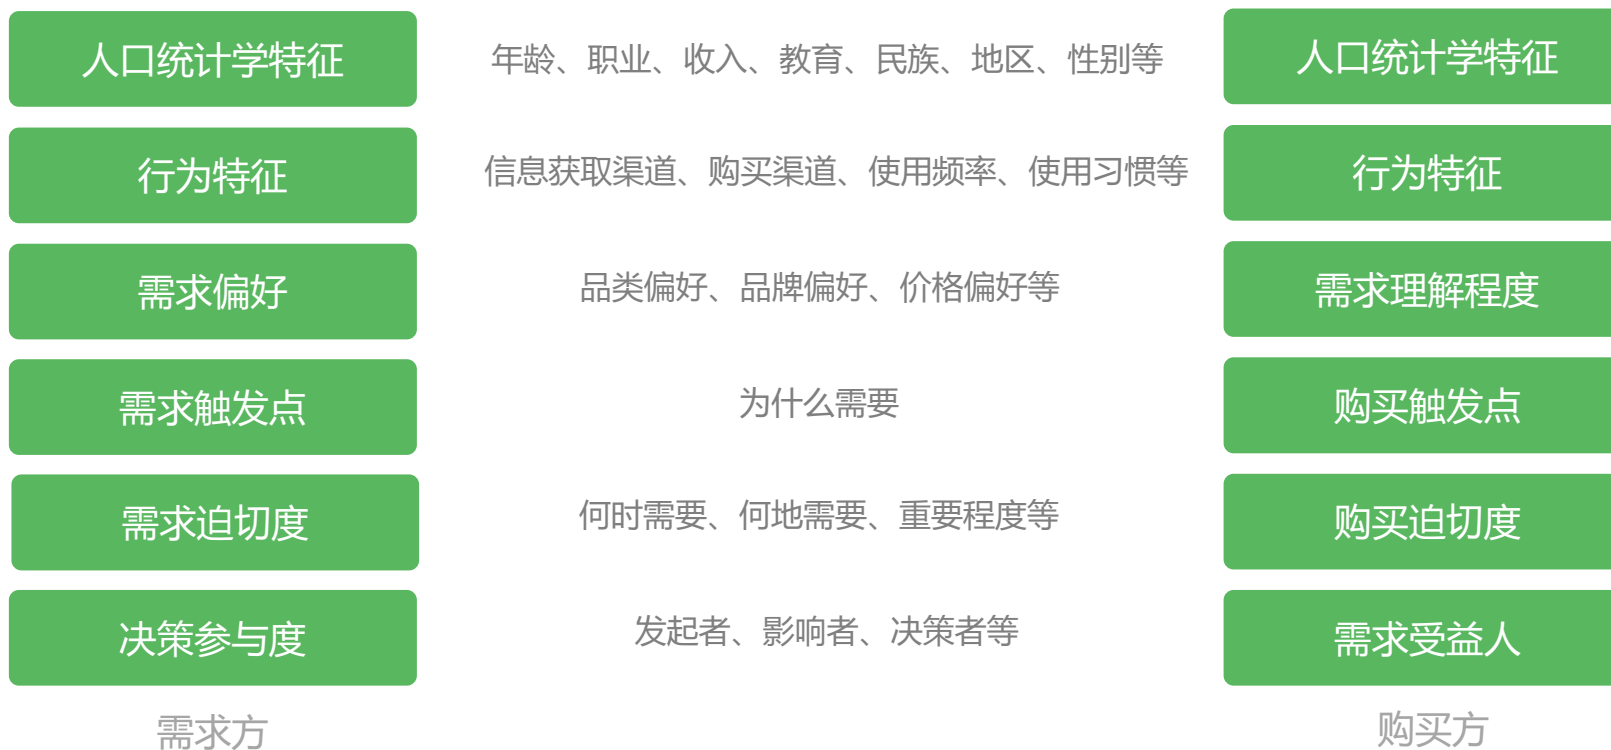 人口统计学特征 年龄、职业、收入、教育、民族、地区、性别等 人口统计学特征
行为特征 信息获取渠道、购买渠道、使用频率、使用习惯等 行为特征
需求偏好 品类偏好、品牌偏好、价格偏好等 需求理解程度
需求触发点 为什么需要 购买触发点
需求迫切度 何时需要、何地需要、重要程度等 购买迫切度
决策参与度 发起者、影响者、决策者等 需求受益人
需求方 购买方